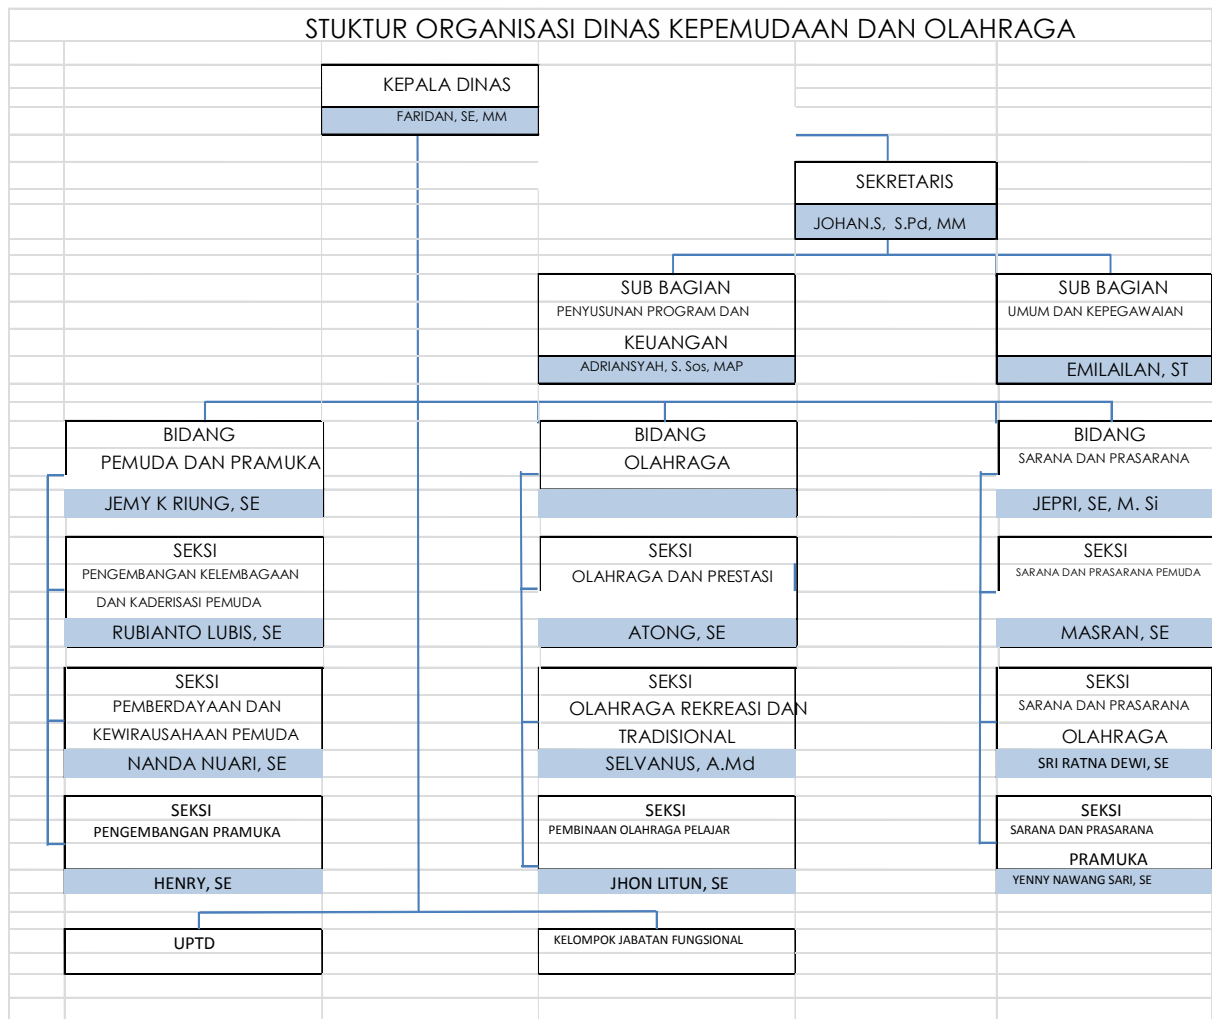 STUKTUR ORGANISASI DINAS KEPEMUDAAN DAN OLAHRAGA
KEPALA DINAS
FARIDAN, SE, MM
SEKRETARIS
JOHAN.S, S.Pd, MM
SUB BAGIAN
PENYUSUNAN PROGRAM DAN
KEUANGAN
ADRIANSYAH, S. Sos, MAP
SUB BAGIAN
UMUM DAN KEPEGAWAIAN
EMILAILAN, ST
BIDANG
PEMUDA DAN PRAMUKA
JEMY K RIUNG, SE
BIDANG
OLAHRAGA
BIDANG
SARANA DAN PRASARANA
JEPRI, SE, M. Si
SEKSI
PENGEMBANGAN KELEMBAGAAN
DAN KADERISASI PEMUDA
RUBIANTO LUBIS, SE
SEKSI
OLAHRAGA DAN PRESTASI
ATONG, SE
SEKSI
SARANA DAN PRASARANA PEMUDA
MASRAN, SE
SEKSI
PEMBERDAYAAN DAN
KEWIRAUSAHAAN PEMUDA
NANDA NUARI, SE
SEKSI
OLAHRAGA REKREASI DAN
TRADISIONAL
SELVANUS, A.Md
SEKSI
SARANA DAN PRASARANA
OLAHRAGA
SRI RATNA DEWI, SE
SEKSI
PENGEMBANGAN PRAMUKA
HENRY, SE
SEKSI
PEMBINAAN OLAHRAGA PELAJAR
JHON LITUN, SE
SEKSI
SARANA DAN PRASARANA
PRAMUKA
YENNY NAWANG SARI, SE
UPTD
KELOMPOK JABATAN FUNGSIONAL